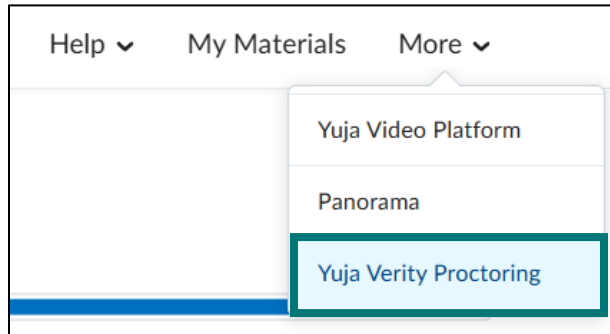 Help My Materials More
Yuja Video Platform
Panorama
Yuja Verity Proctoring